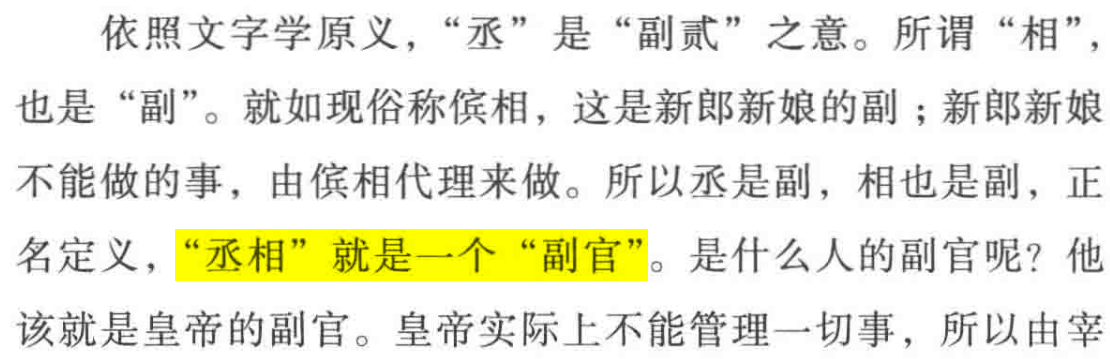 依照文字学原义，“丞”是“副贰”之意。所谓“相”，
也是“副”。就如现俗称傧相，这是新郎新娘的副；新郎新娘
不能做的事，由傧相代理来做。所以丞是副，相也是副，正
名定义，“丞相”就是一个“副官”。是什么人的副官呢？他
该就是皇帝的副官。皇帝实际上不能管理一切事，所以由宰